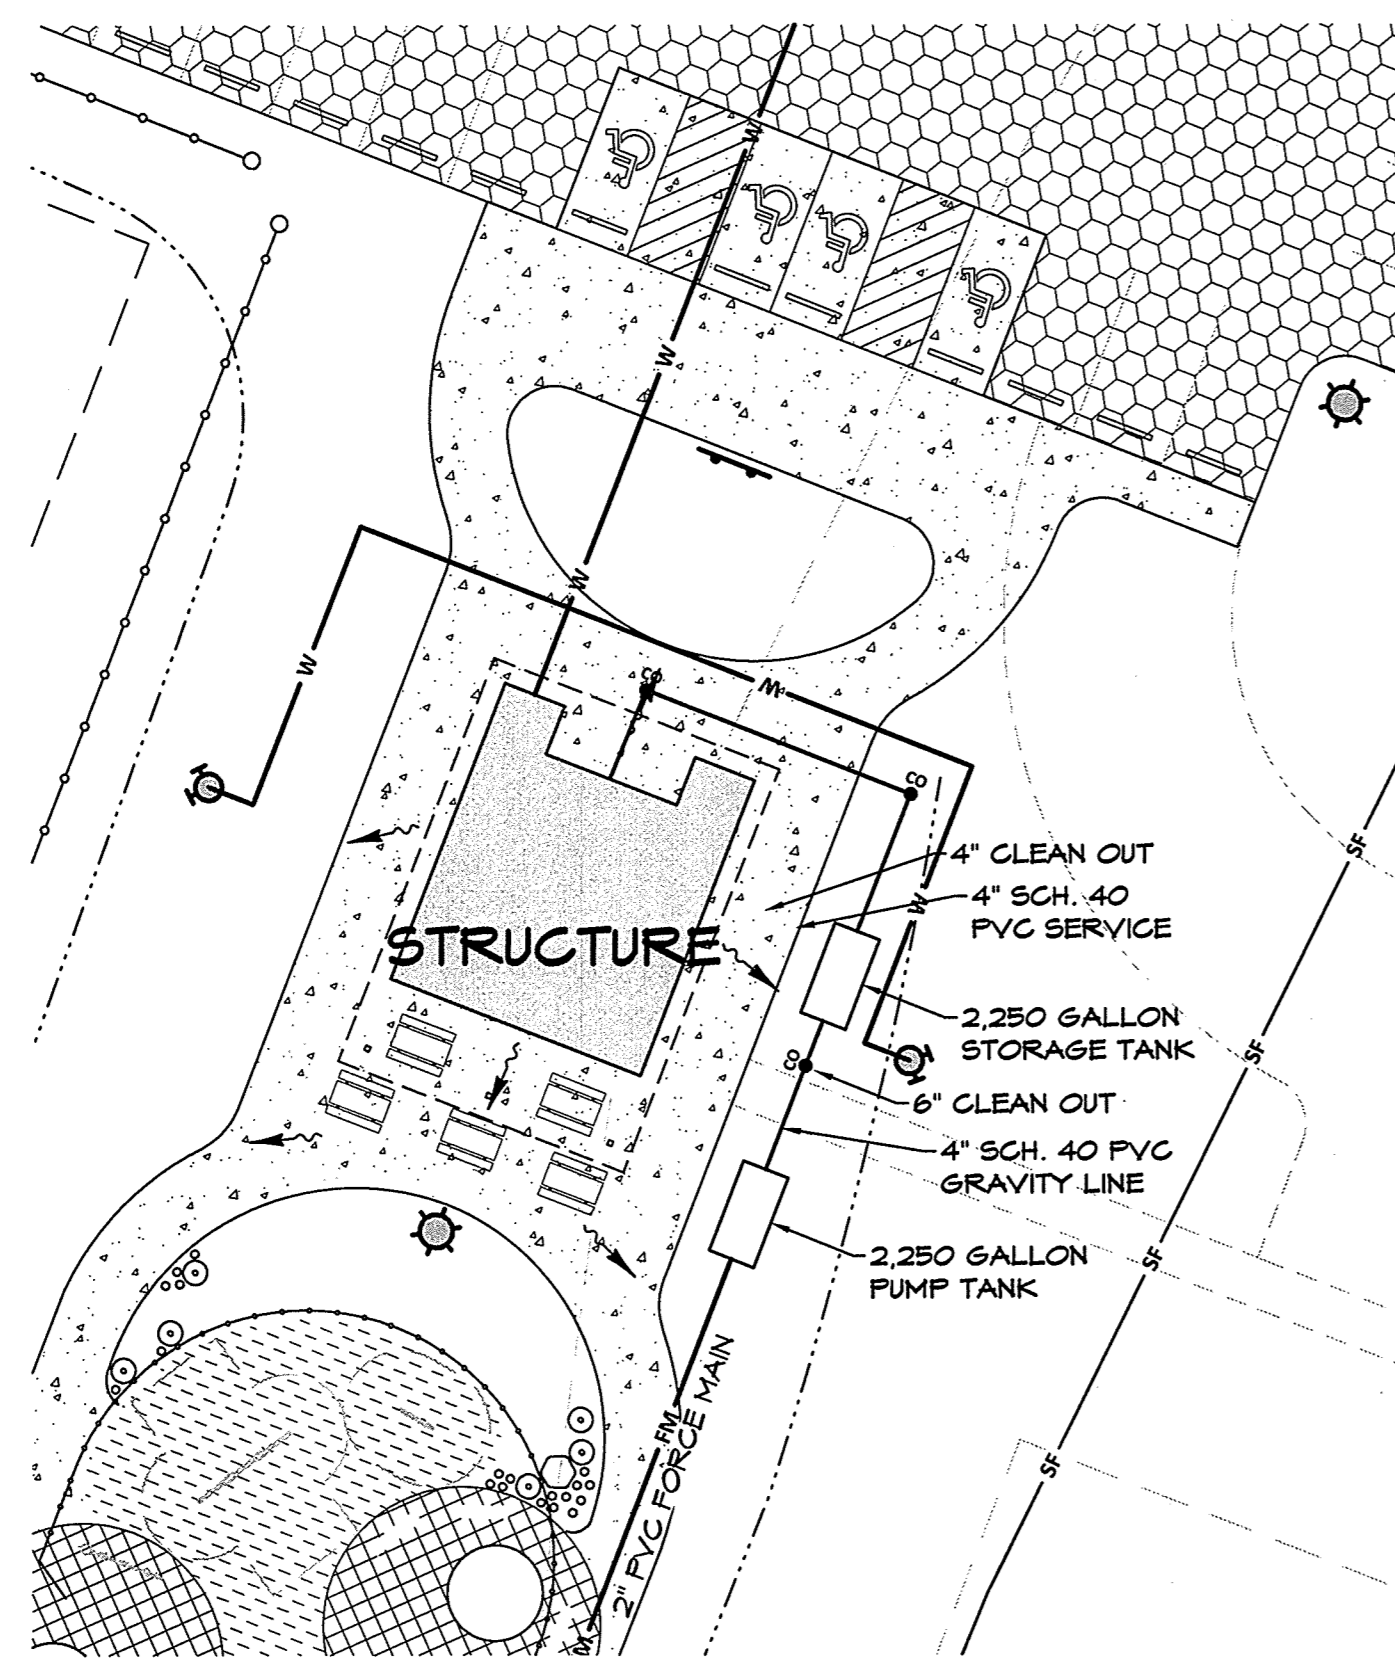 W
W
W
W
CO
W
CO
SF
4" CLEAN OUT
4" SCH. 40
PVC SERVICE
W
STRUCTURE
2,250 GALLON
STORAGE TANK
SF
CO
6" CLEAN OUT
4" SCH. 40 PVC
GRAVITY LINE
2,250 GALLON
PUMP TANK
SF
FM
2" PVC FORCE MAIN
SF